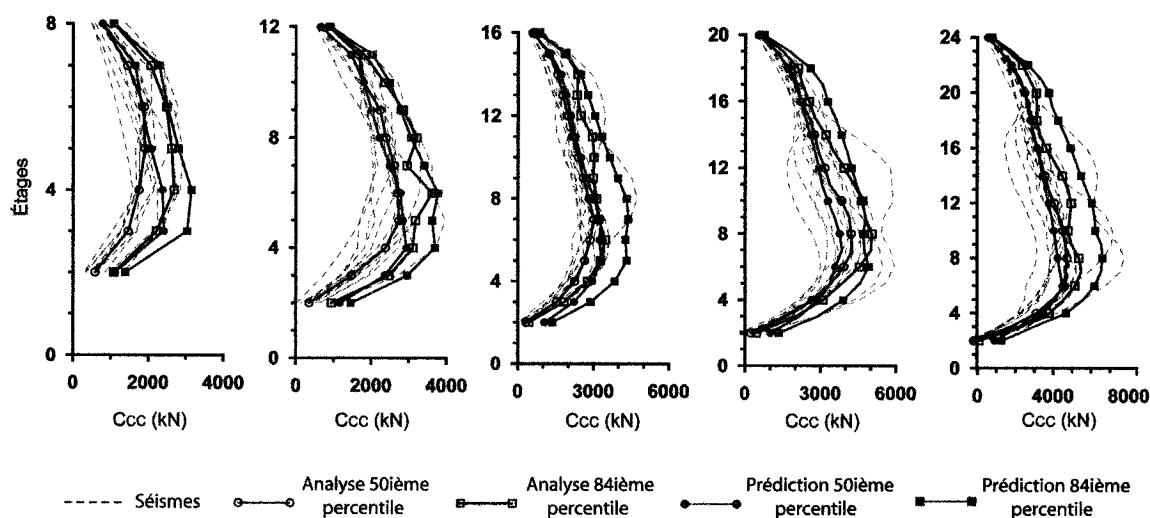 8
4
0
0 2000 4000
Ccc (kN)
Étages
12
8
4
0
0 2000 4000
Ccc (kN)
16
12
8
4
0
0 3000 6000
Ccc (kN)
20
16
12
8
4
0
0 3000 6000
Ccc (kN)
24
20
16
12
8
4
0
0 4000 8000
Ccc (kN)
Séismes
Analyse 50ième
percentile
Analyse 84ième
percentile
Prédiction 50ième
percentile
Prédiction 84ième
percentile